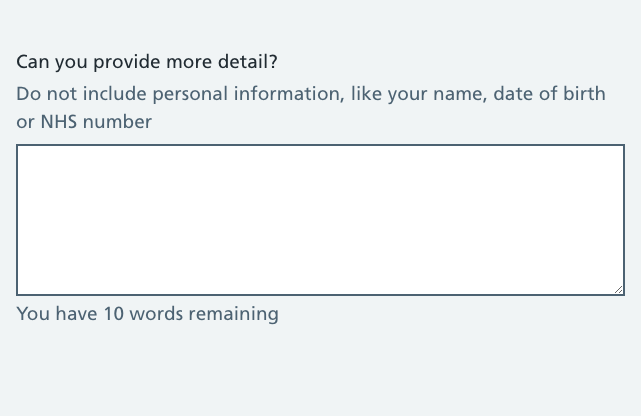 Can you provide more detail?
Do not include personal information, like your name, date of birth
or NHS number
You have 10 words remaining